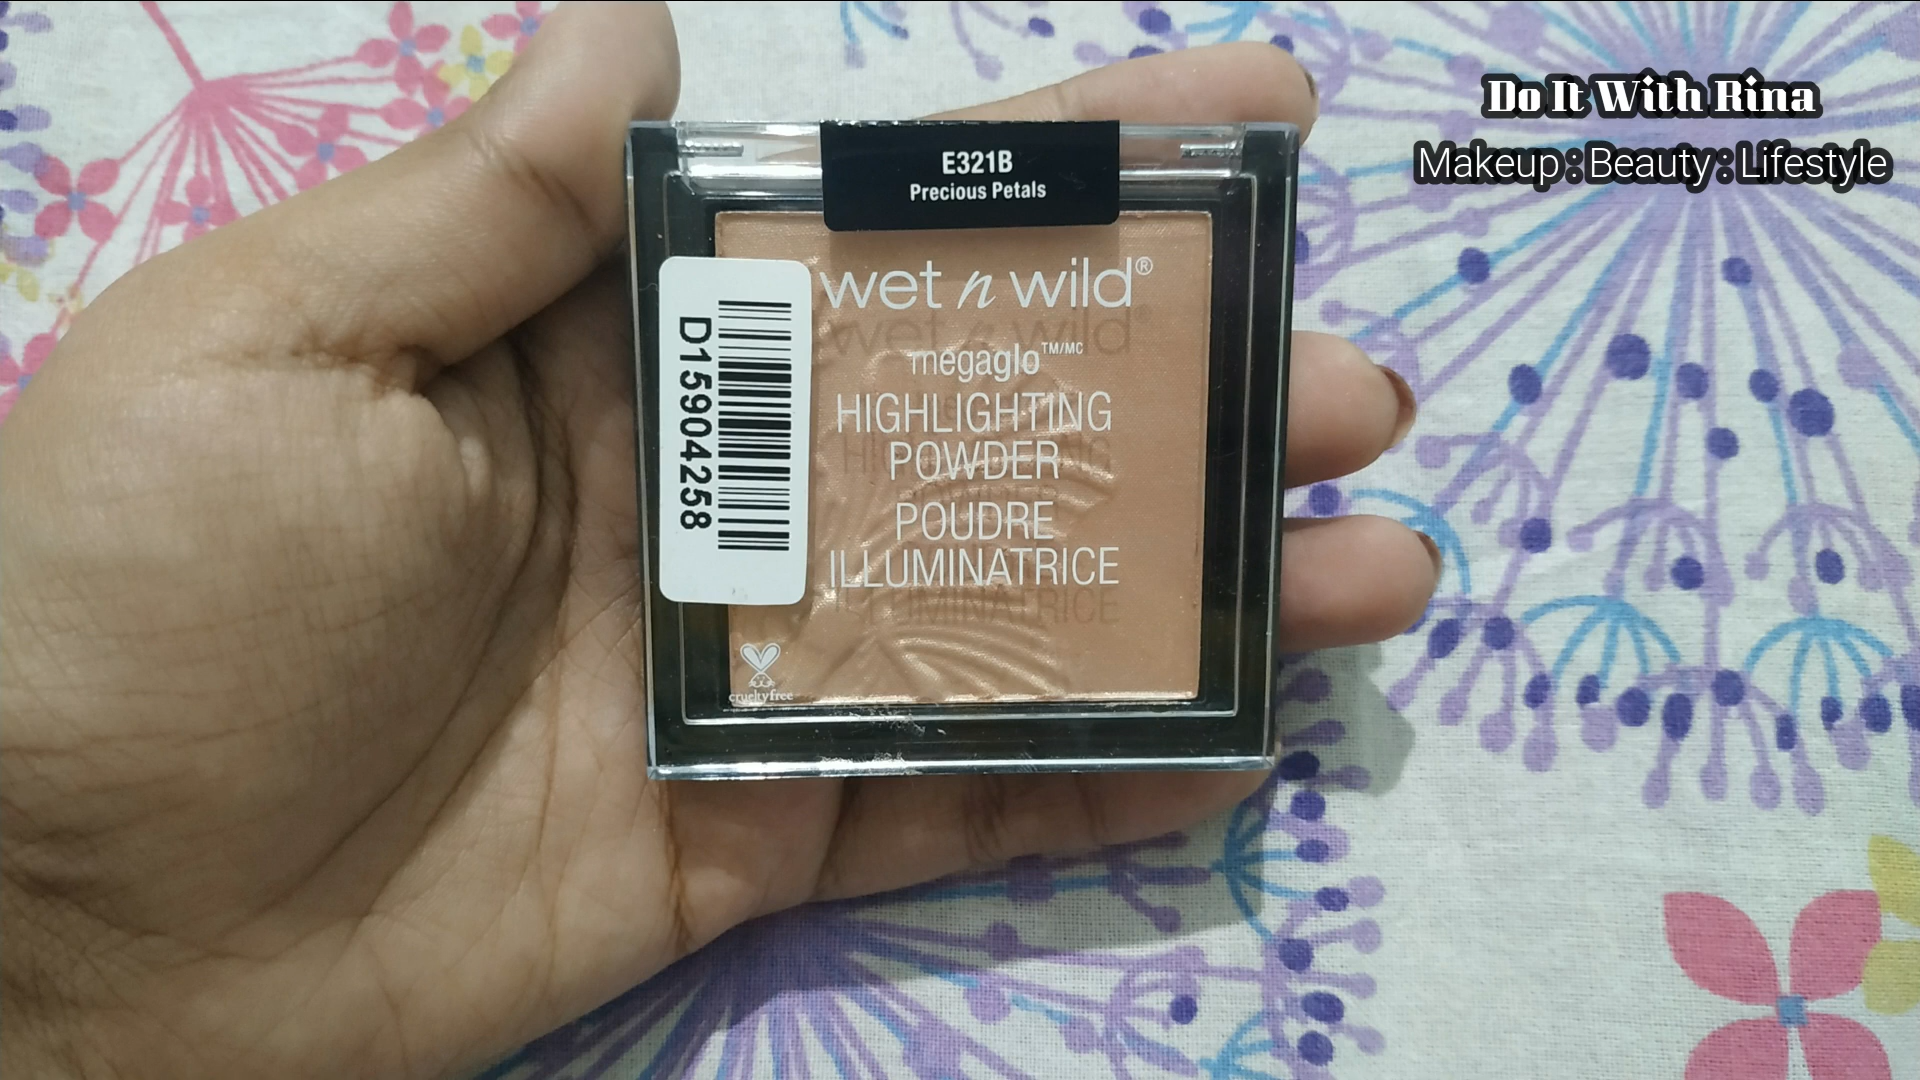 Do It With Rina
Makeup : Beauty : Lifestyle
E321B
Precious Petals
wet n wild®
megaglo™/MC
HIGHLIGHTING
POWDER
POUDRE
ILLUMINATRICE
D15904258
crueltyfree